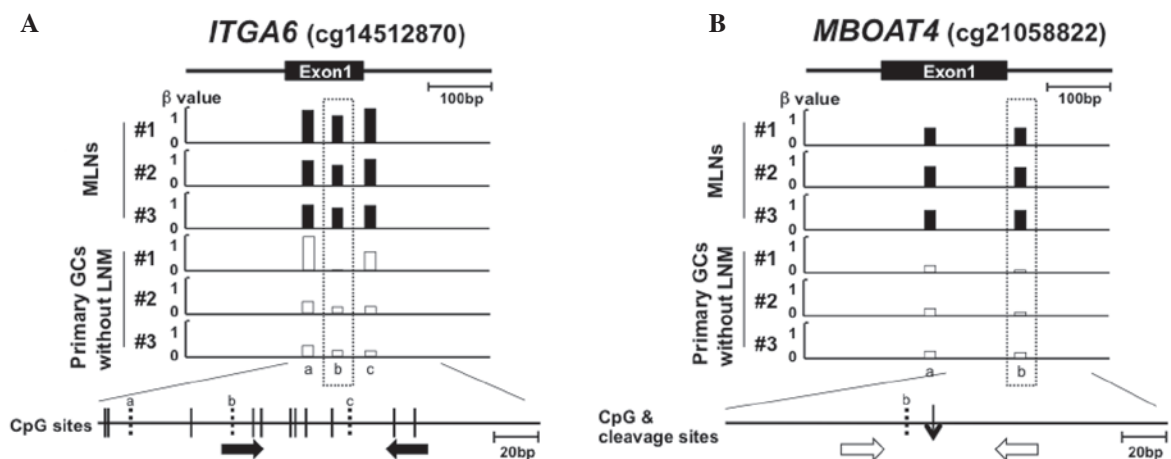 A
ITGA6 (cg14512870)
Exon1
100bp
β value
MLNs
#1
1
0
#2
1
0
#3
1
0
Primary GCs
without LNM
#1
1
0
#2
1
0
#3
1
0
a b c
a b c
CpG sites
20bp
B
MBOAT4 (cg21058822)
Exon1
100bp
β value
MLNs
#1
1
0
#2
1
0
#3
1
0
Primary GCs
without LNM
#1
1
0
#2
1
0
#3
1
0
a b
b
CpG &
cleavage sites
20bp